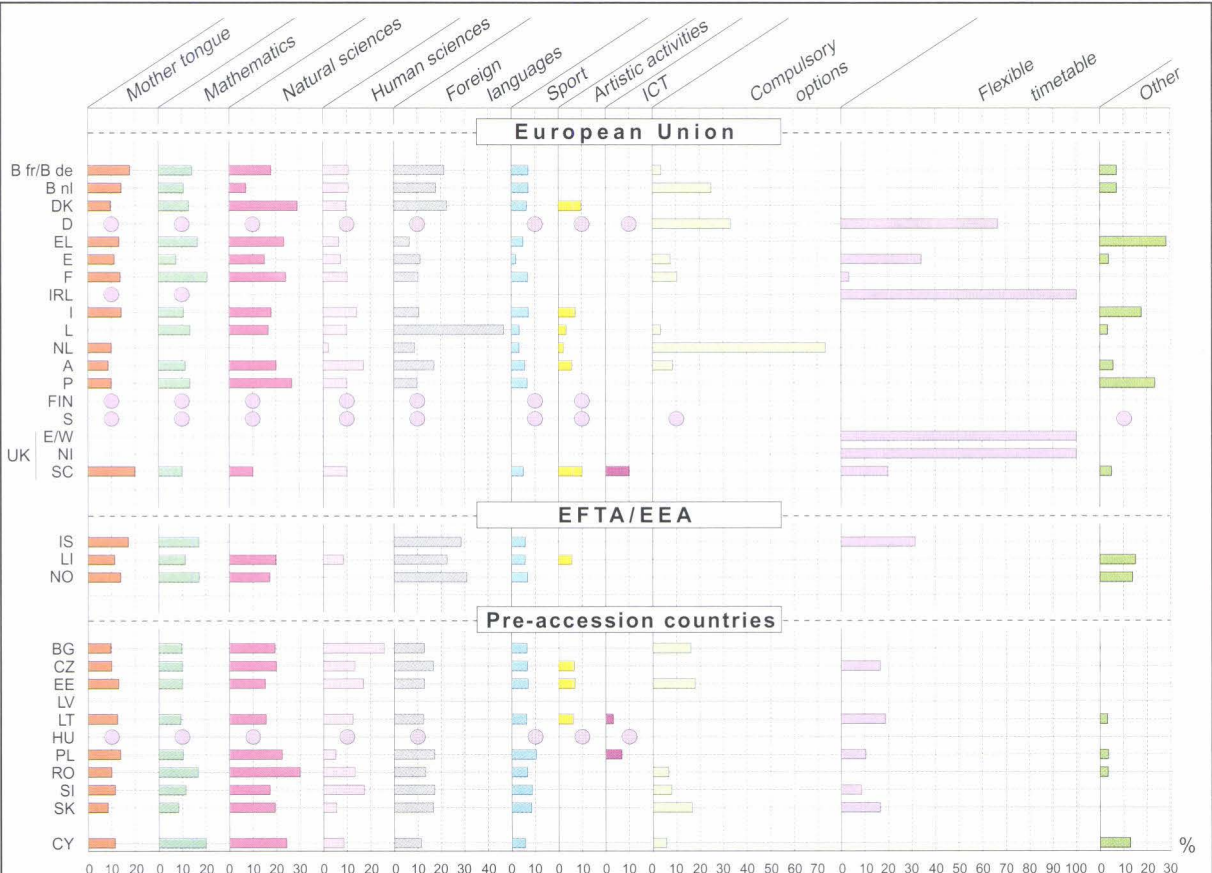 Mother tongue
Mathematics
Natural sciences
Human sciences
Foreign languages
Sport
Artistic activities
ICT
Compulsory options
Flexible timetable
Other
European Union
B fr/B de
B nl
DK
D
EL
E
F
IRL
I
L
NL
A
P
FIN
S
UK
E/W
NI
SC
EFTA/EEA
IS
LI
NO
Pre-accession countries
BG
CZ
EE
LV
LT
HU
PL
RO
SI
SK
CY
%
0 10 20 0 10 20 0 10 20 30 0 10 20 0 10 20 30 40 0 10 0 10 0 10 0 10 20 30 40 50 60 70 0 10 20 30 40 50 60 70 80 90 100 0 10 20 30